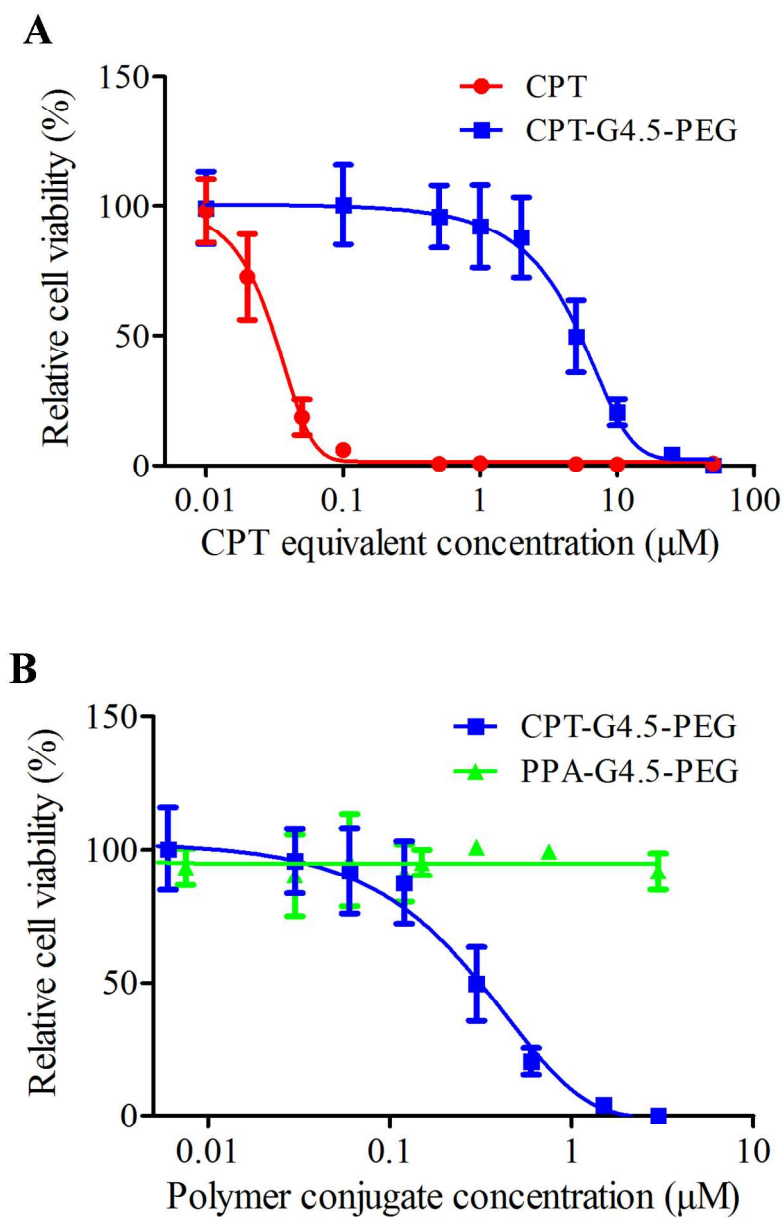 A
150
100
50
0
Relative cell viability (%)
CPT
CPT-G4.5-PEG
0.01 0.1 1 10 100
CPT equivalent concentration (μM)
B
150
100
50
0
Relative cell viability (%)
CPT-G4.5-PEG
PPA-G4.5-PEG
0.01 0.1 1 10
Polymer conjugate concentration (μM)